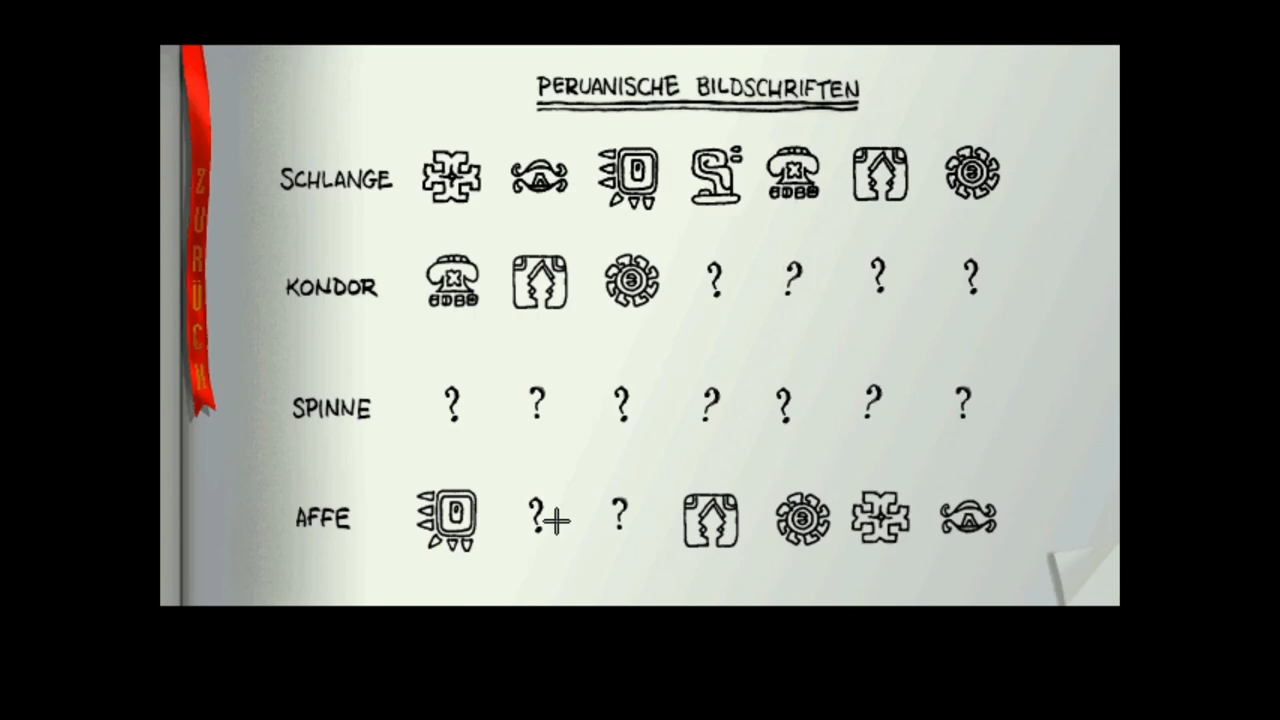 PERUANISCHE BILDSCHRIFTEN
ZURÜCK
SCHLANGE
KONDOR ? ? ? ?
SPINNE ? ? ? ? ? ? ?
AFFE ? ?